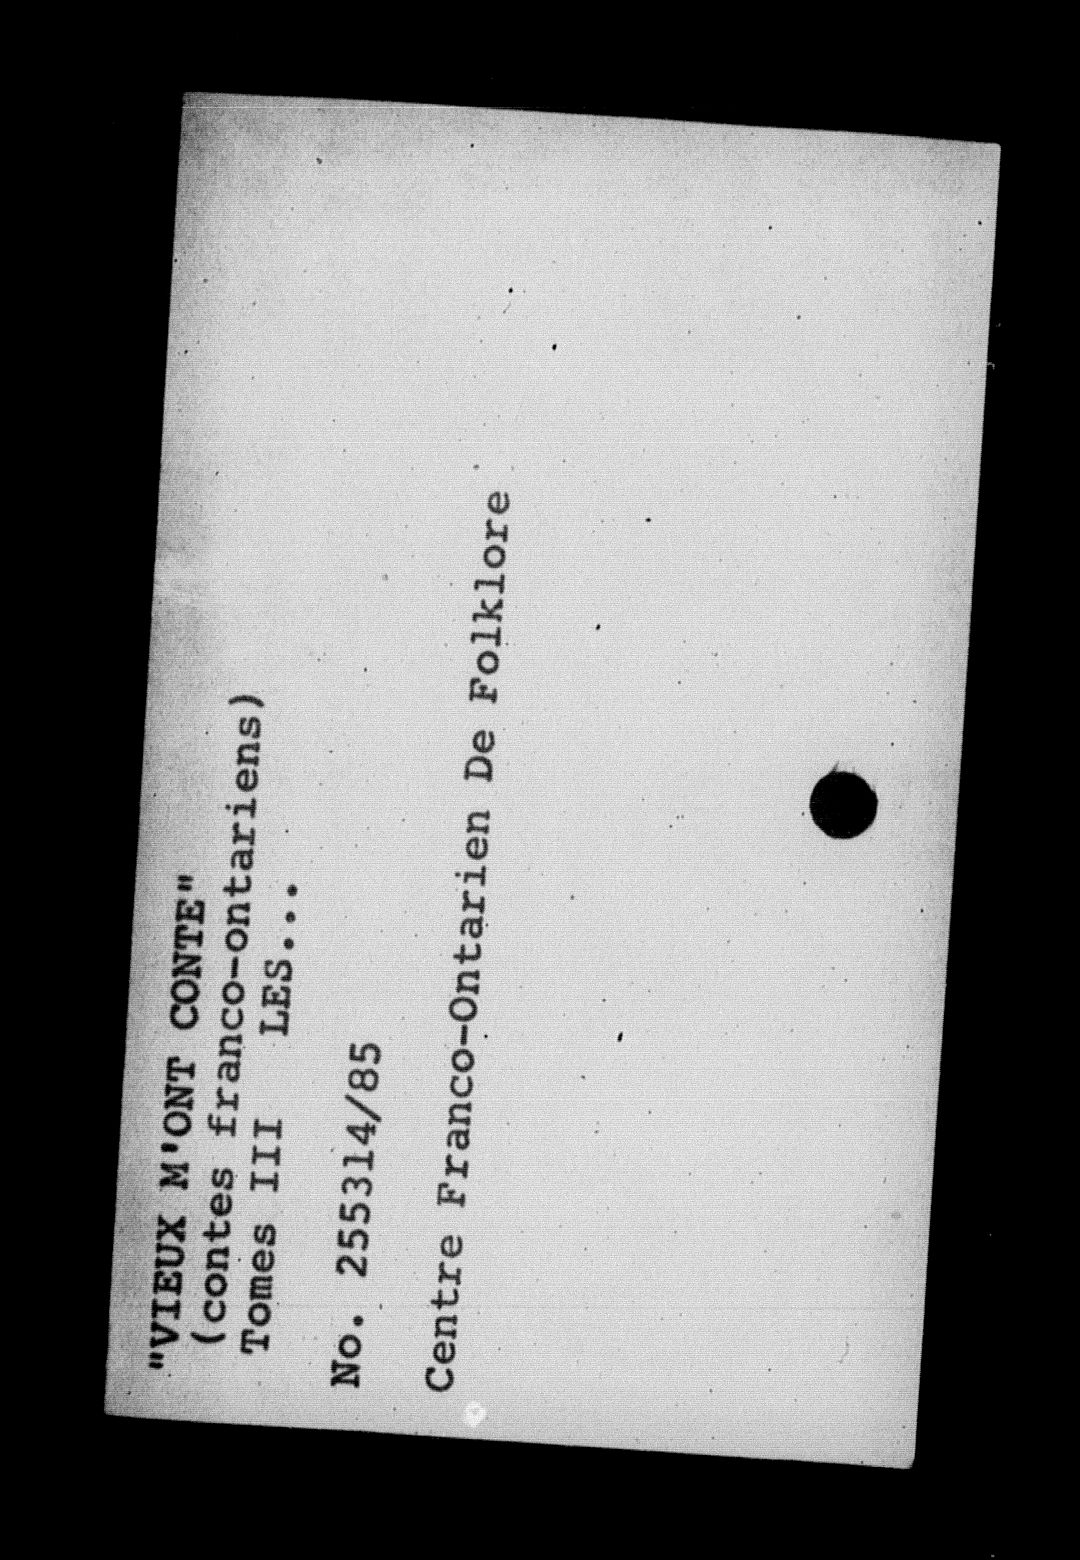 "VIEUX M'ONT CONTE"
(contes franco-ontariens)
Tomes III  LES...
No. 255314/85
Centre Franco-Ontarien De Folklore